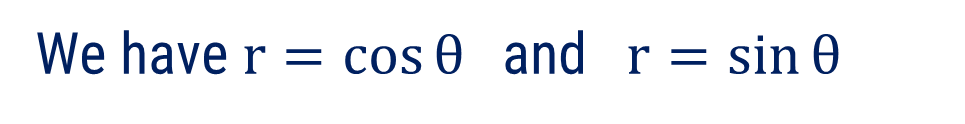 We have r = cos θ and r = sin θ